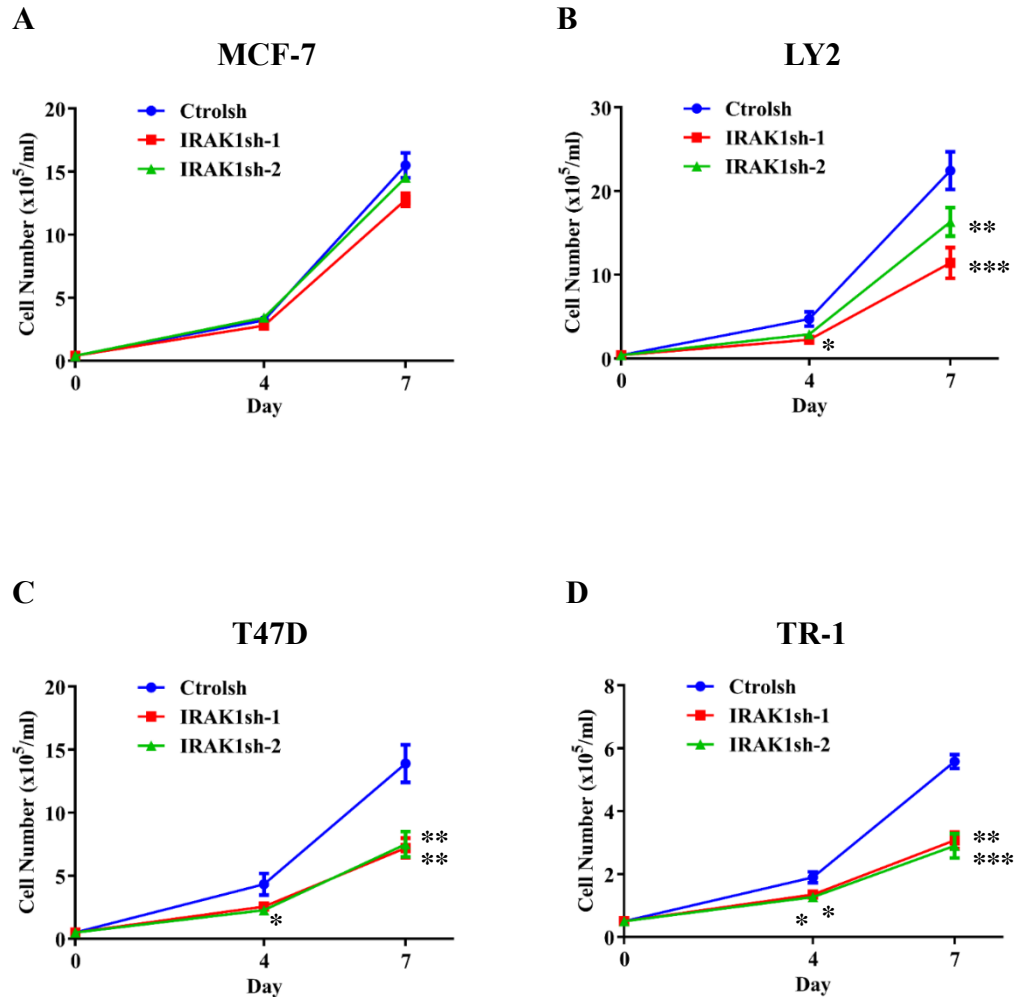 A
MCF-7
Ctrolsh
IRAK1sh-1
IRAK1sh-2
Cell Number (x10⁵/ml)
20
15
10
5
0
0 4 7
Day
B
LY2
Ctrolsh
IRAK1sh-1
IRAK1sh-2
Cell Number (x10⁵/ml)
30
20
10
0
**
***
*
0 4 7
Day
C
T47D
Ctrolsh
IRAK1sh-1
IRAK1sh-2
Cell Number (x10⁵/ml)
20
15
10
5
0
**
**
*
0 4 7
Day
D
TR-1
Ctrolsh
IRAK1sh-1
IRAK1sh-2
Cell Number (x10⁵/ml)
8
6
4
2
0
**
***
* *
0 4 7
Day